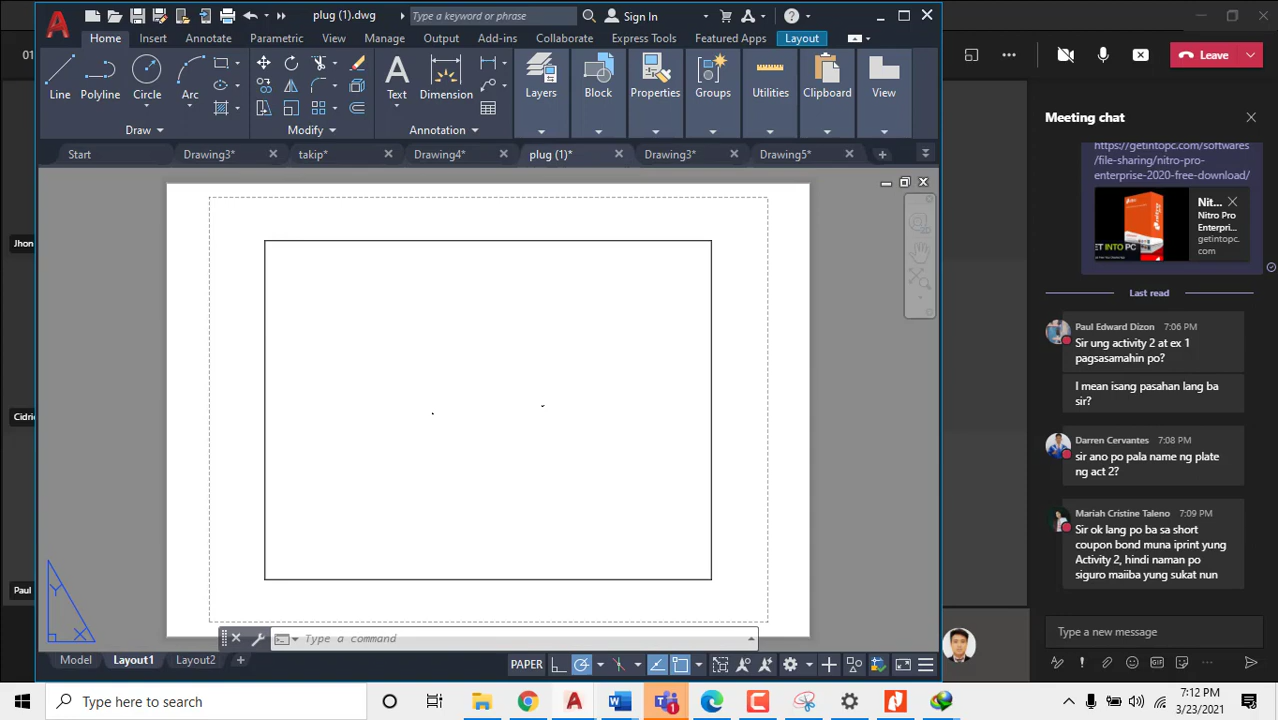 plug (1).dwg
Type a keyword or phrase
Sign In
Home
Insert
Annotate
Parametric
View
Manage
Output
Add-ins
Collaborate
Express Tools
Featured Apps
Layout
Line
Polyline
Circle
Arc
Text
Dimension
Layers
Block
Properties
Groups
Utilities
Clipboard
View
Draw
Modify
Annotation
Start
Drawing3*
takip*
Drawing4*
plug (1)*
Drawing3*
Drawing5*
Type a command
Model
Layout1
Layout2
PAPER
Y
X
01
Jhon
Cidric
Paul
Leave
Meeting chat
https://getintopc.com/softwares
/file-sharing/nitro-pro-
enterprise-2020-free-download/
ET INTO PC
Nit...
Nitro Pro
Enterpri...
getintopc.
com
Last read
Paul Edward Dizon 7:06 PM
Sir ung activity 2 at ex 1
pagsasamahin po?
I mean isang pasahan lang ba
sir?
Darren Cervantes 7:08 PM
sir ano po pala name ng plate
ng act 2?
Mariah Cristine Taleno 7:09 PM
Sir ok lang po ba sa short
coupon bond muna iprint yung
Activity 2, hindi naman po
siguro maiiba yung sukat nun
Type a new message
GIF
Type here to search
1
7:12 PM
3/23/2021